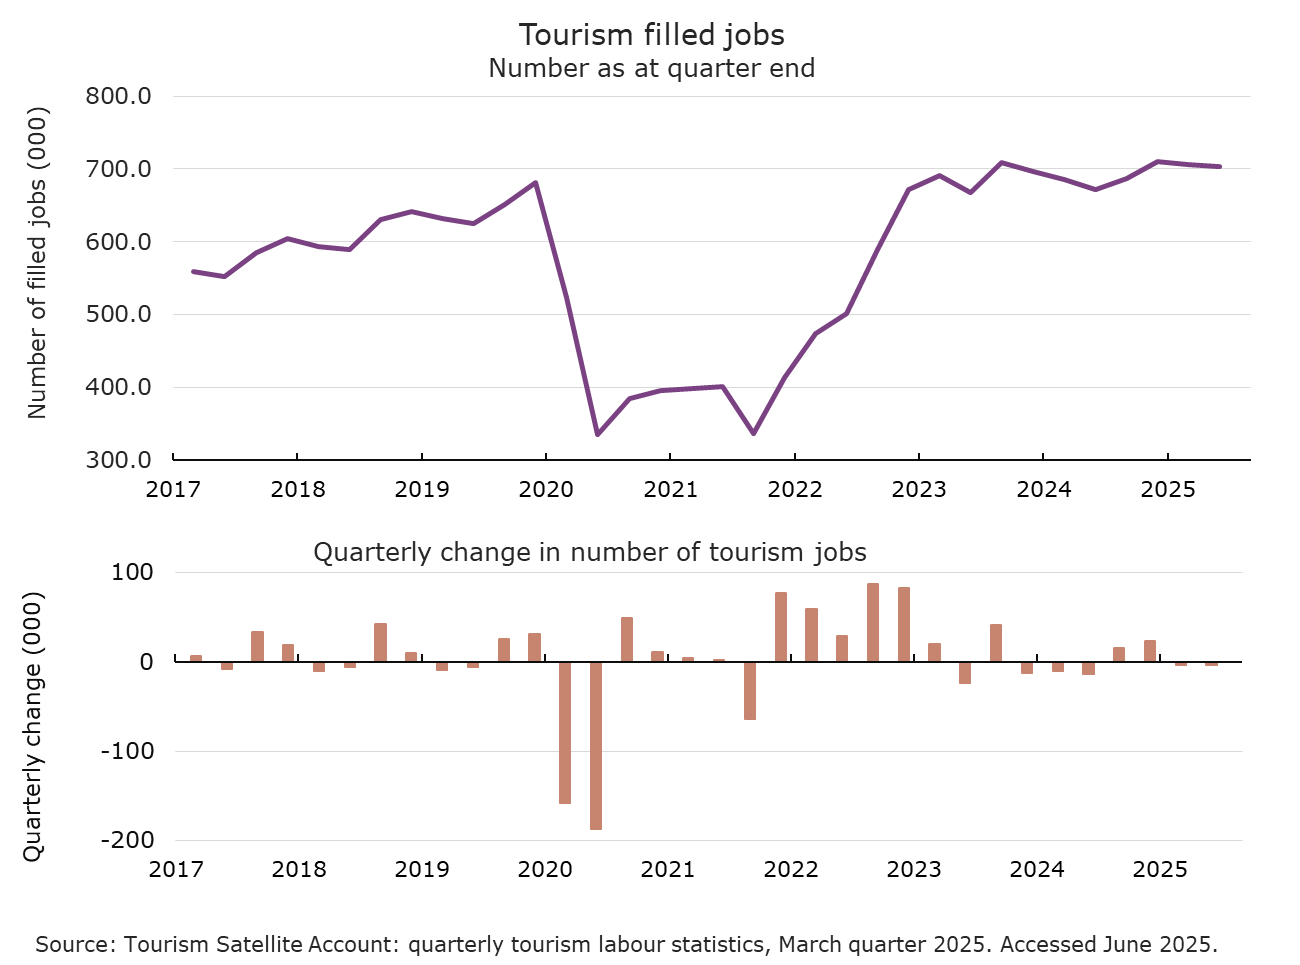 Tourism filled jobs
Number as at quarter end
Number of filled jobs (000)
800.0
700.0
600.0
500.0
400.0
300.0
2017 2018 2019 2020 2021 2022 2023 2024 2025
Quarterly change in number of tourism jobs
Quarterly change (000)
100
0
-100
-200
2017 2018 2019 2020 2021 2022 2023 2024 2025
Source: Tourism Satellite Account: quarterly tourism labour statistics, March quarter 2025. Accessed June 2025.